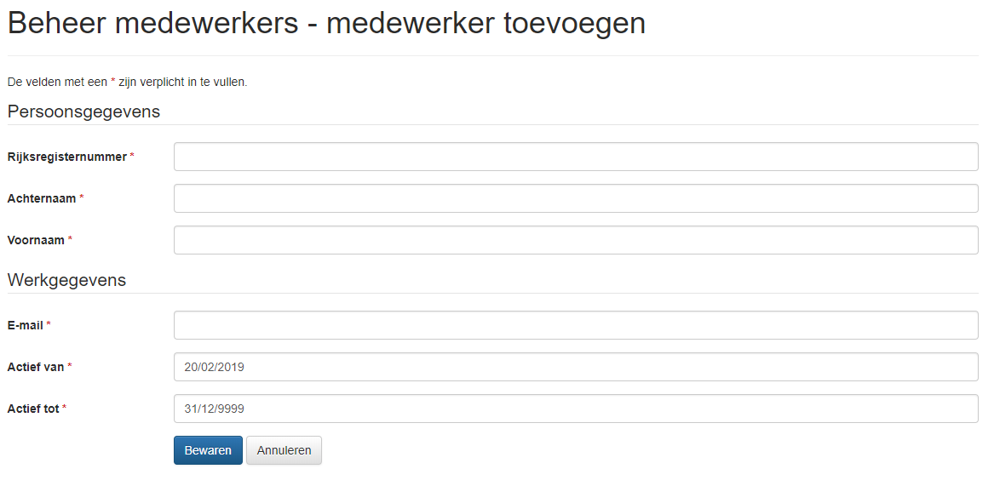 Beheer medewerkers - medewerker toevoegen
De velden met een * zijn verplicht in te vullen.
Persoonsgegevens
Rijksregisternummer *
Achternaam *
Voornaam *
Werkgegevens
E-mail *
Actief van * 20/02/2019
Actief tot * 31/12/9999
Bewaren Annuleren